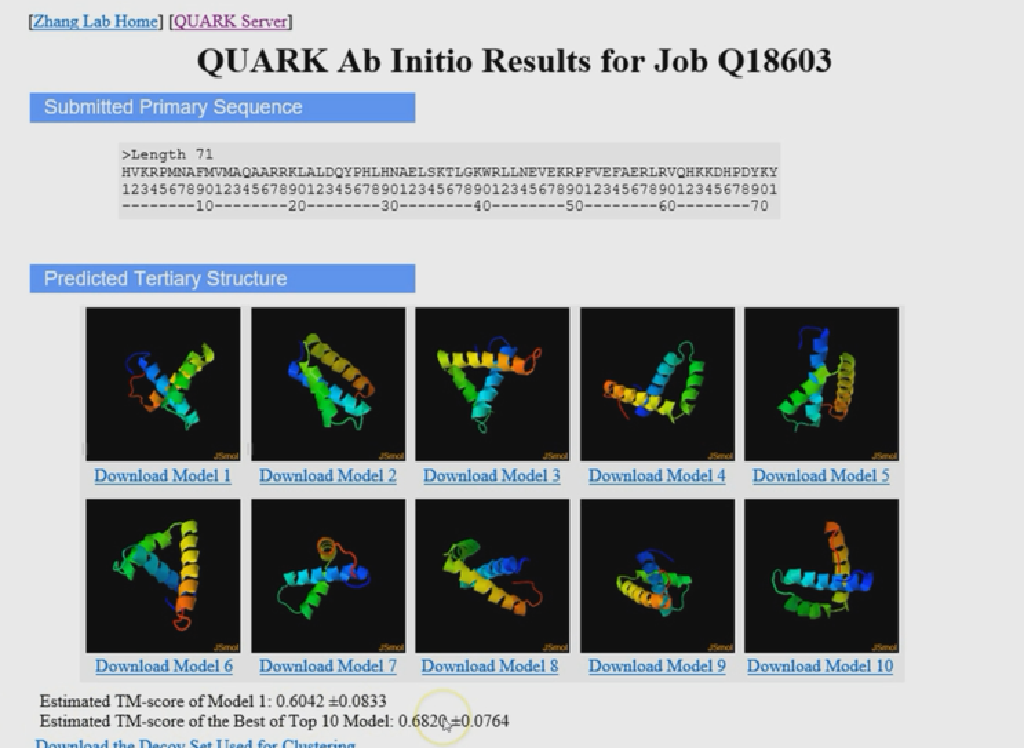 [Zhang Lab Home] [QUARK Server]
QUARK Ab Initio Results for Job Q18603
Submitted Primary Sequence
>Length 71
HVKRPMNAFMVMAQAARRKLALDQYPHLHNAELSKTLGKWRLLNEVEKRPFVEFAERLRVQHKKDHPDYKY
12345678901234567890123456789012345678901234567890123456789012345678901
--------10--------20--------30--------40--------50--------60--------70
Predicted Tertiary Structure
JSmol JSmol JSmol JSmol JSmol
Download Model 1 Download Model 2 Download Model 3 Download Model 4 Download Model 5
JSmol JSmol JSmol JSmol JSmol
Download Model 6 Download Model 7 Download Model 8 Download Model 9 Download Model 10
Estimated TM-score of Model 1: 0.6042 ±0.0833
Estimated TM-score of the Best of Top 10 Model: 0.6820 ±0.0764
Download the Decoy Set Used for Clustering